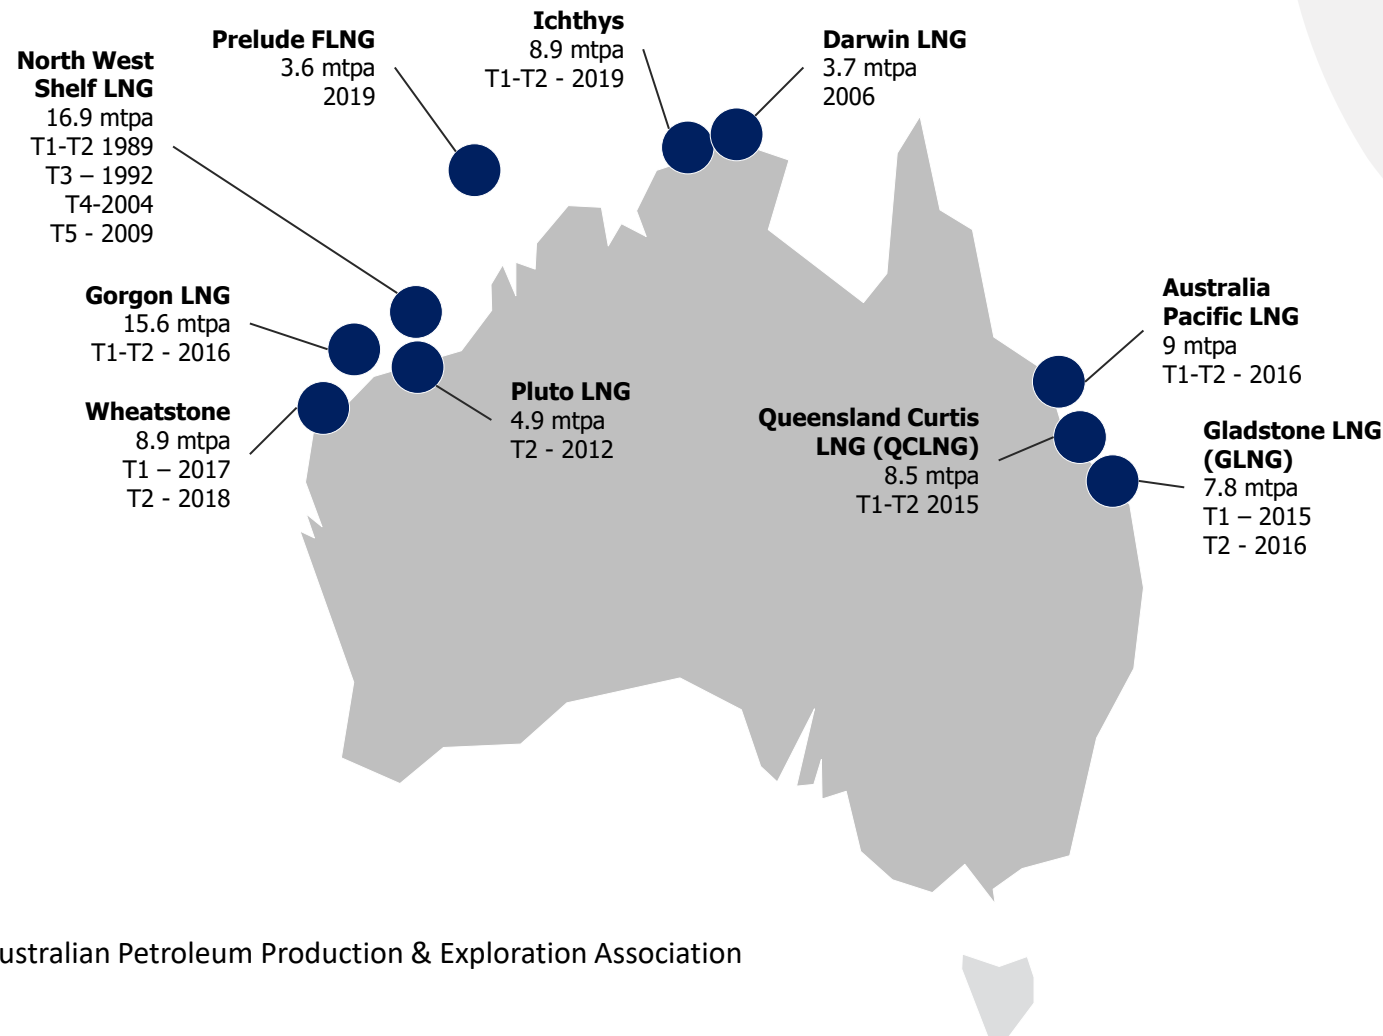 North West
Shelf LNG
16.9 mtpa
T1-T2 1989
T3 – 1992
T4-2004
T5 - 2009
Prelude FLNG
3.6 mtpa
2019
Ichthys
8.9 mtpa
T1-T2 - 2019
Darwin LNG
3.7 mtpa
2006
Gorgon LNG
15.6 mtpa
T1-T2 - 2016
Wheatstone
8.9 mtpa
T1 – 2017
T2 - 2018
Pluto LNG
4.9 mtpa
T2 - 2012
Queensland Curtis
LNG (QCLNG)
8.5 mtpa
T1-T2 2015
Australia
Pacific LNG
9 mtpa
T1-T2 - 2016
Gladstone LNG
(GLNG)
7.8 mtpa
T1 – 2015
T2 - 2016
ustralian Petroleum Production & Exploration Association